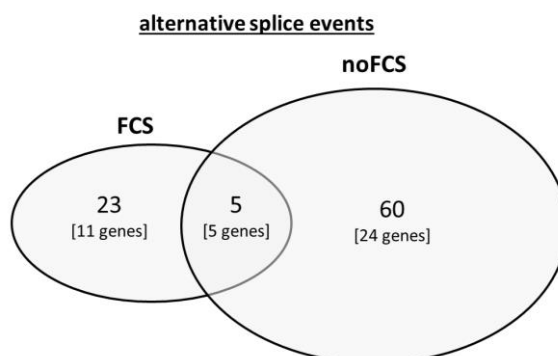 alternative splice events
noFCS
FCS
23
[11 genes]
5
[5 genes]
60
[24 genes]